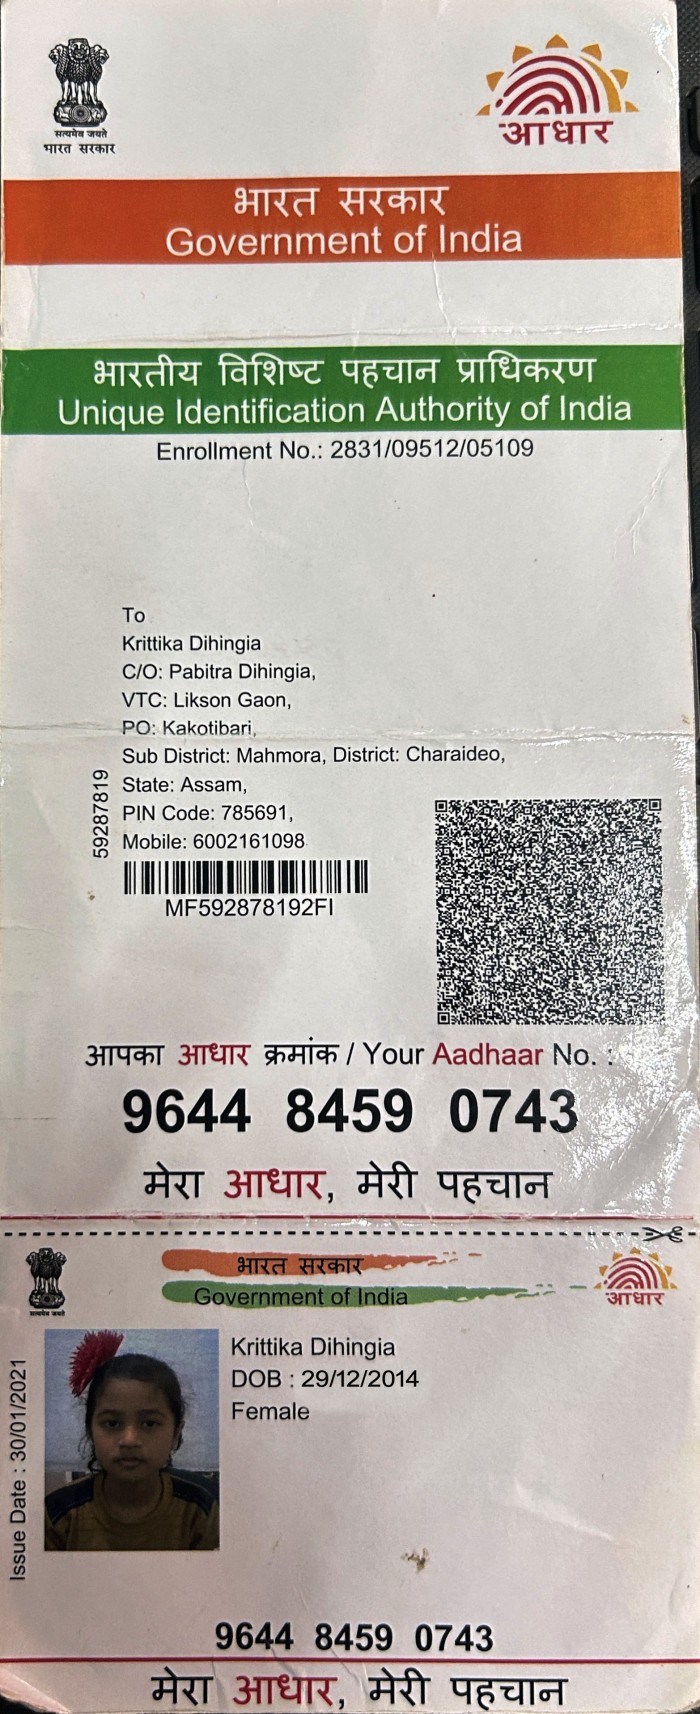 सत्यमेव जयते
भारत सरकार
आधार
भारत सरकार
Government of India
भारतीय विशिष्ट पहचान प्राधिकरण
Unique Identification Authority of India
Enrollment No.: 2831/09512/05109
To
Krittika Dihingia
C/O: Pabitra Dihingia,
VTC: Likson Gaon,
PO: Kakotibari,
Sub District: Mahmora, District: Charaideo,
State: Assam,
PIN Code: 785691,
Mobile: 6002161098
59287819
MF592878192FI
आपका आधार क्रमांक / Your Aadhaar No. :
9644 8459 0743
मेरा आधार, मेरी पहचान
भारत सरकार
Government of India
सत्यमेव जयते
आधार
Issue Date : 30/01/2021
Krittika Dihingia
DOB : 29/12/2014
Female
9644 8459 0743
मेरा आधार, मेरी पहचान